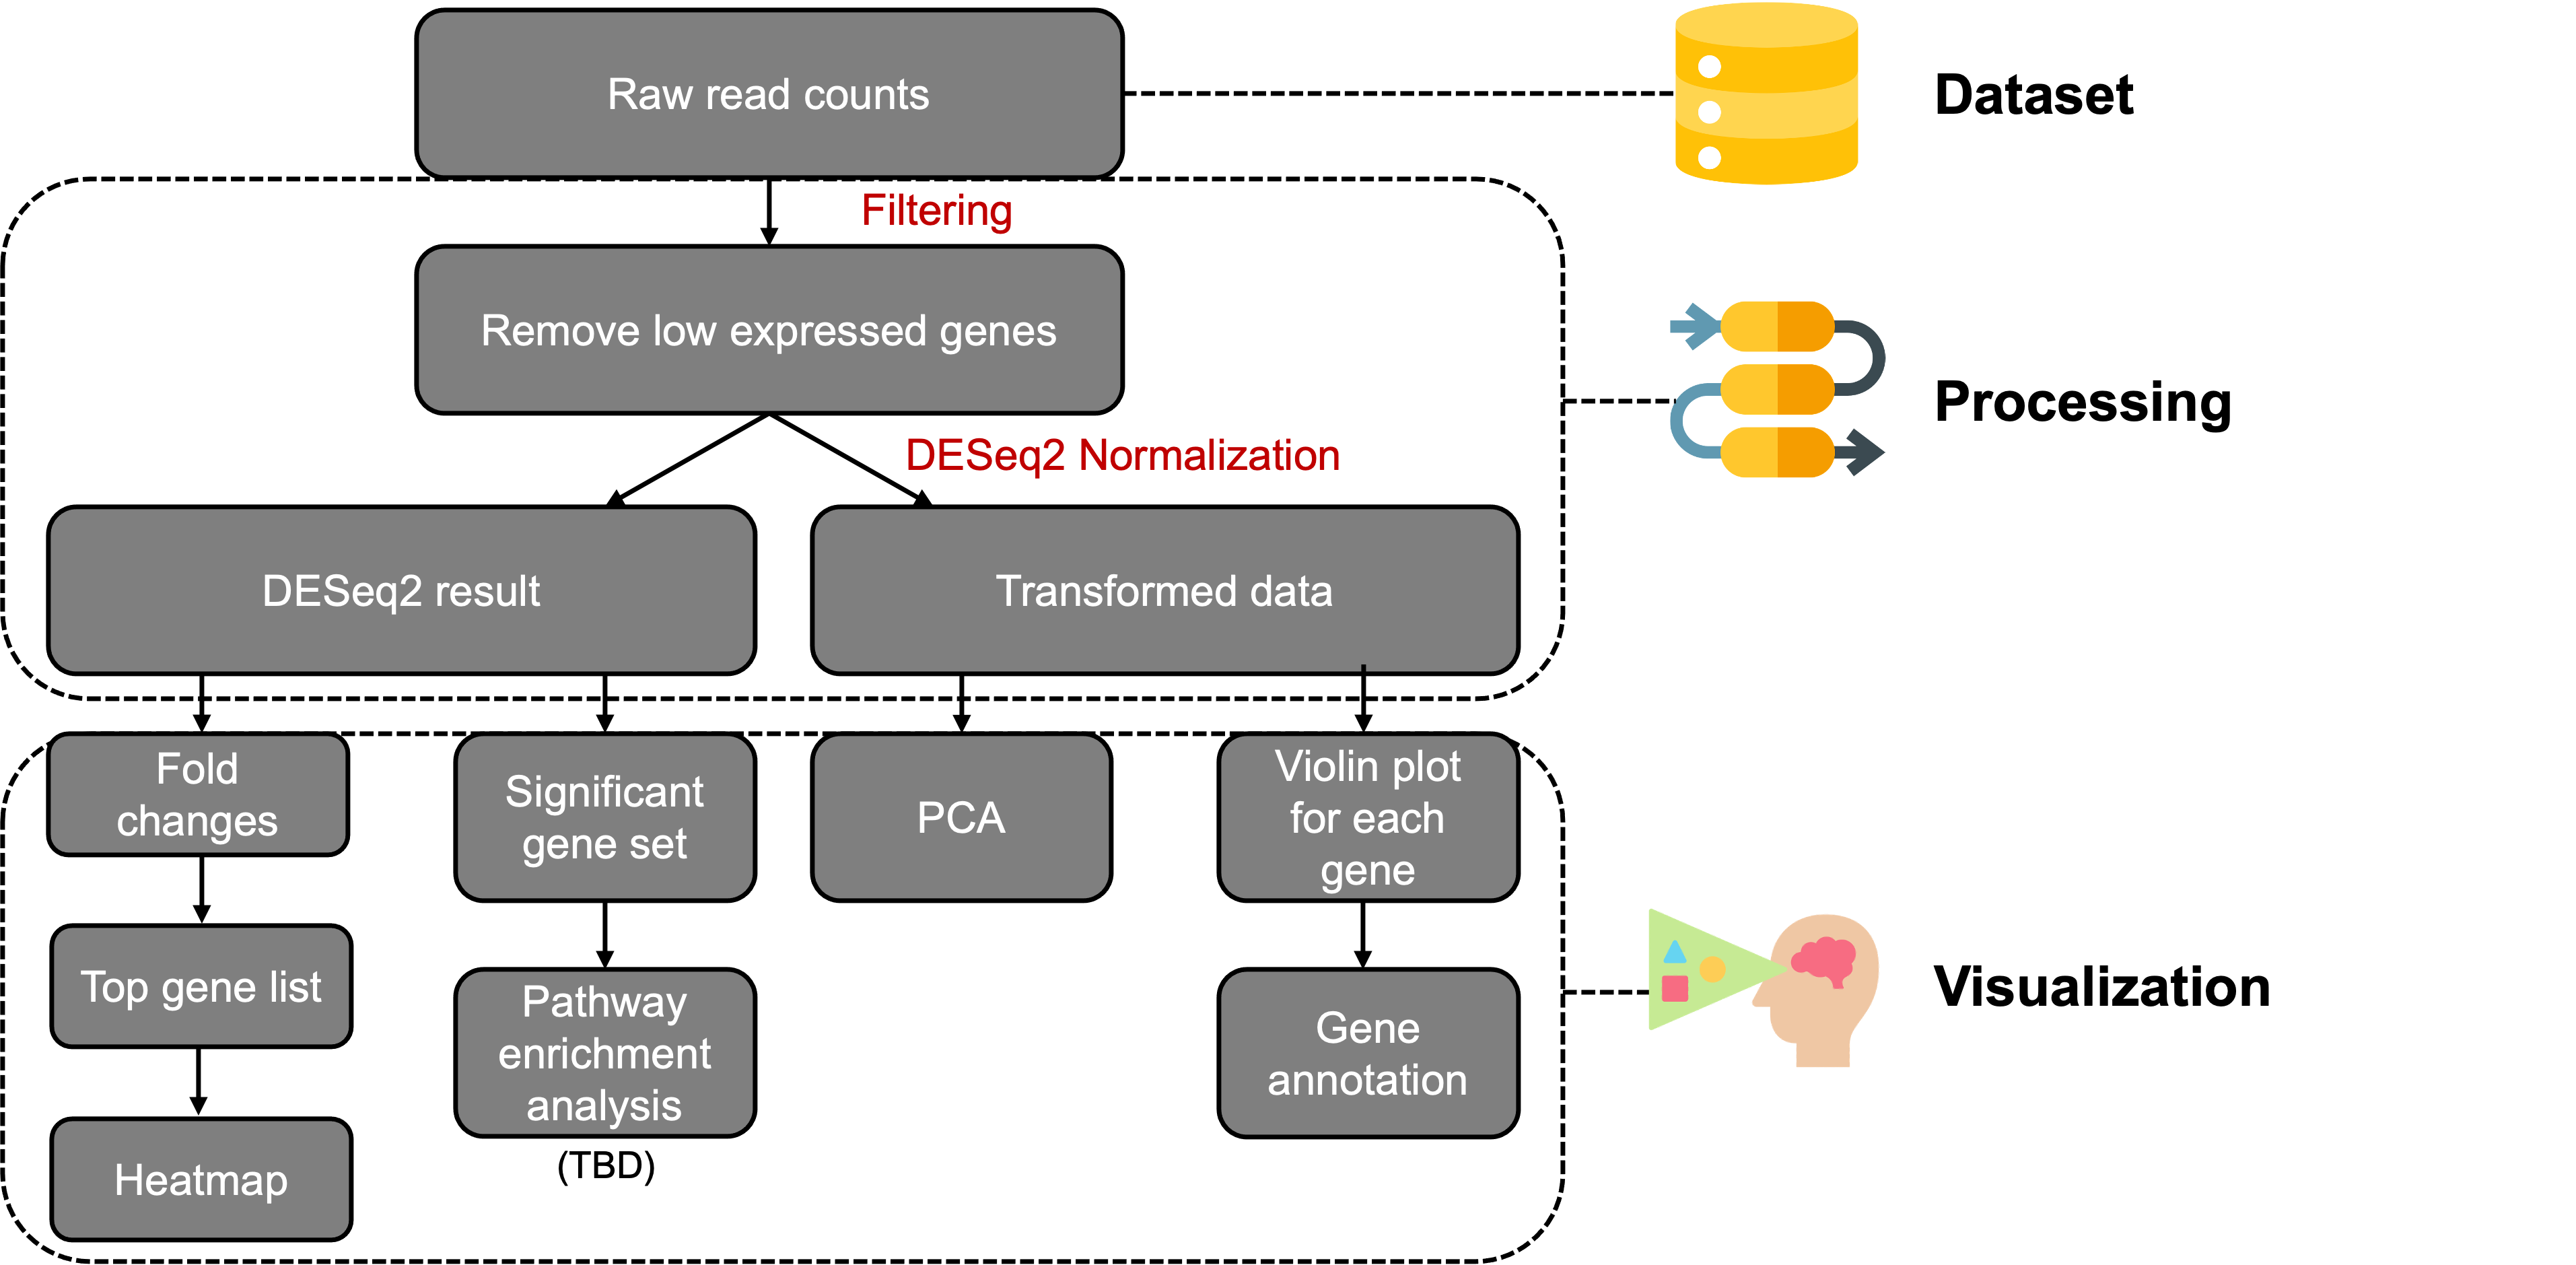 Raw read counts
Dataset
Filtering
Remove low expressed genes
Processing
DESeq2 Normalization
DESeq2 result
Transformed data
Fold
changes
Significant
gene set
PCA
Violin plot
for each
gene
Top gene list
Pathway
enrichment
analysis
(TBD)
Gene
annotation
Visualization
Heatmap